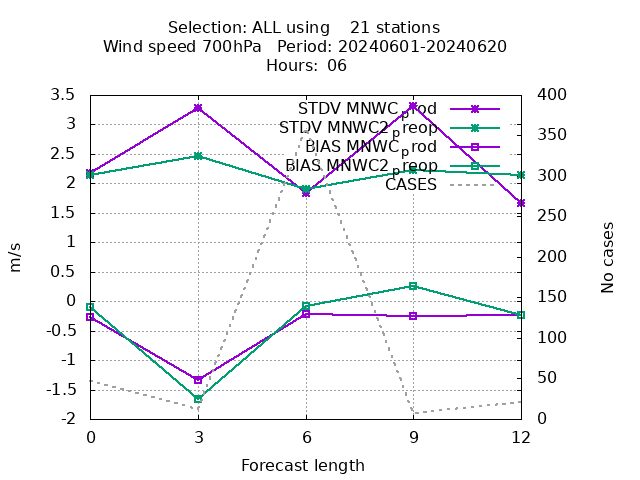 Selection: ALL using    21 stations
Wind speed 700hPa   Period: 20240601-20240620
Hours: 06
STDV MNWC_prod
STDV MNWC2_preop
BIAS MNWC_prod
BIAS MNWC2_preop
CASES
3.5
3
2.5
2
1.5
1
0.5
0
-0.5
-1
-1.5
-2
m/s
400
350
300
250
200
150
100
50
0
No cases
0 3 6 9 12
Forecast length